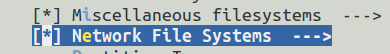 [*] Miscellaneous filesystems  --->
[*] Network File Systems  --->